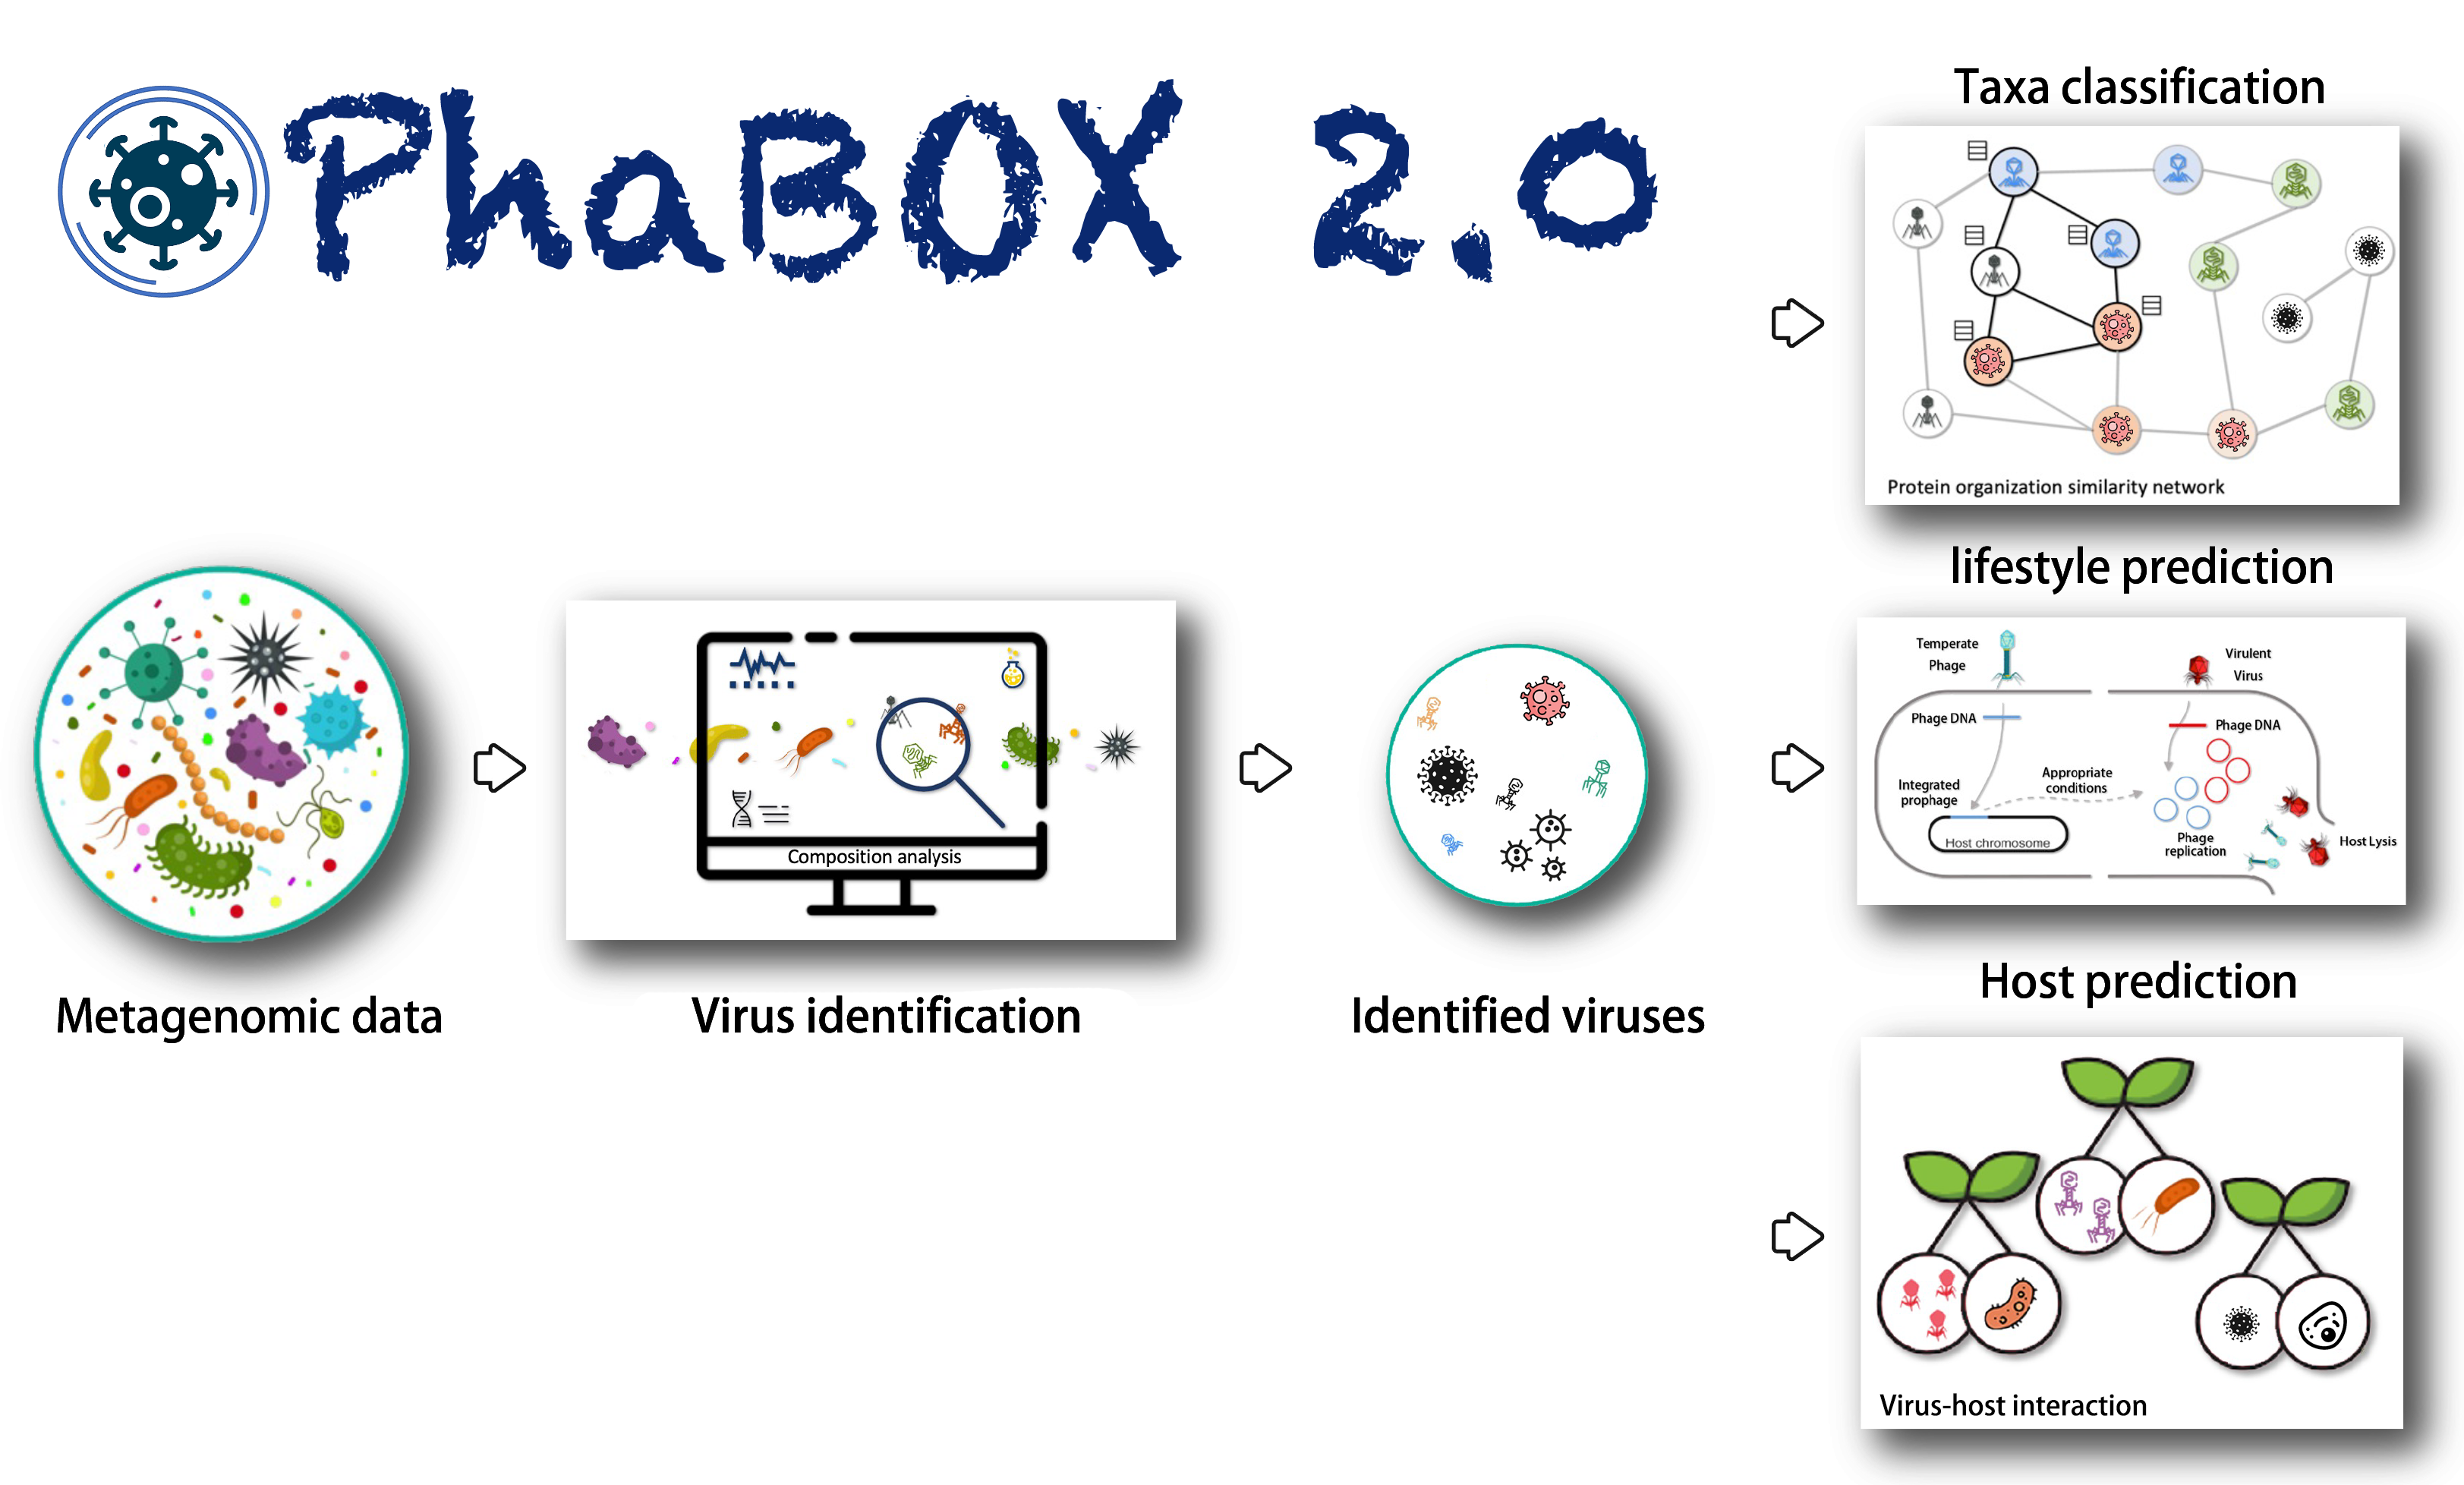 PhaBOX 2.0
Taxa classification
Protein organization similarity network
lifestyle prediction
Temperate
Phage
Virulent
Virus
Phage DNA
Phage DNA
Appropriate
conditions
Integrated
prophage
Host chromosome
Phage
replication
Host Lysis
Composition analysis
Metagenomic data
Virus identification
Identified viruses
Host prediction
Virus-host interaction